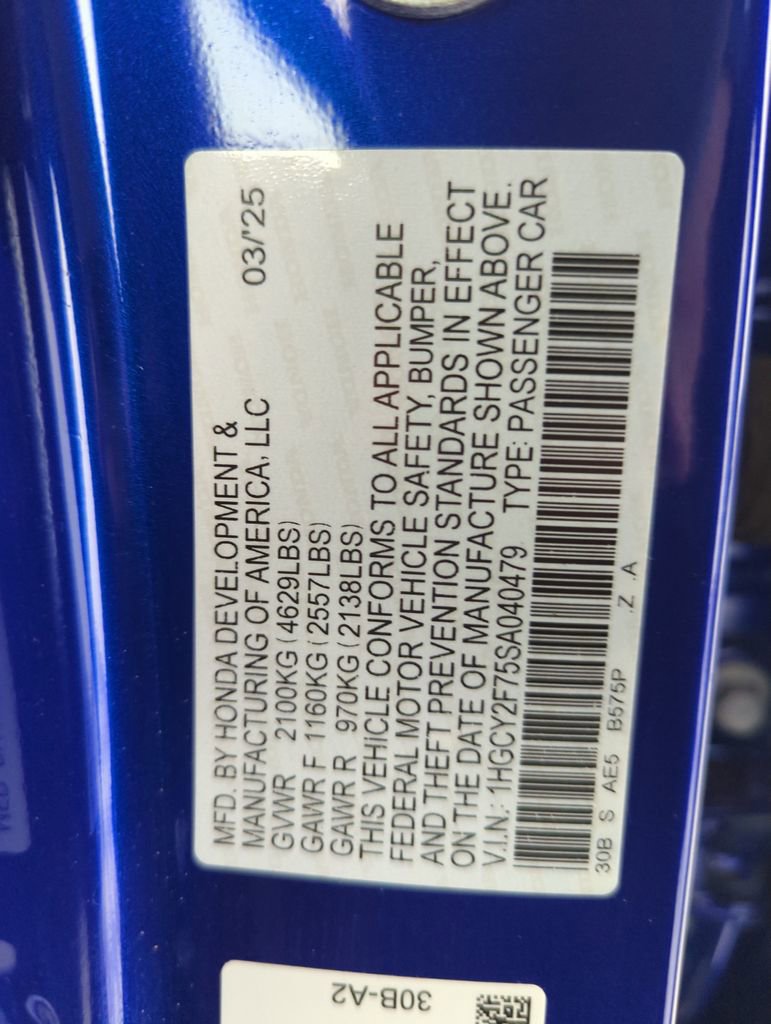 MFD. BY HONDA DEVELOPMENT &
MANUFACTURING OF AMERICA, LLC 03/'25
GVWR 2100KG (4629LBS)
GAWR F 1160KG (2557LBS)
GAWR R 970KG (2138LBS)
THIS VEHICLE CONFORMS TO ALL APPLICABLE
FEDERAL MOTOR VEHICLE SAFETY, BUMPER,
AND THEFT PREVENTION STANDARDS IN EFFECT
ON THE DATE OF MANUFACTURE SHOWN ABOVE.
V.I.N.: 1HGCY2F75SA040479 TYPE: PASSENGER CAR
30B S AE5 B575P .Z .A
30B-A2